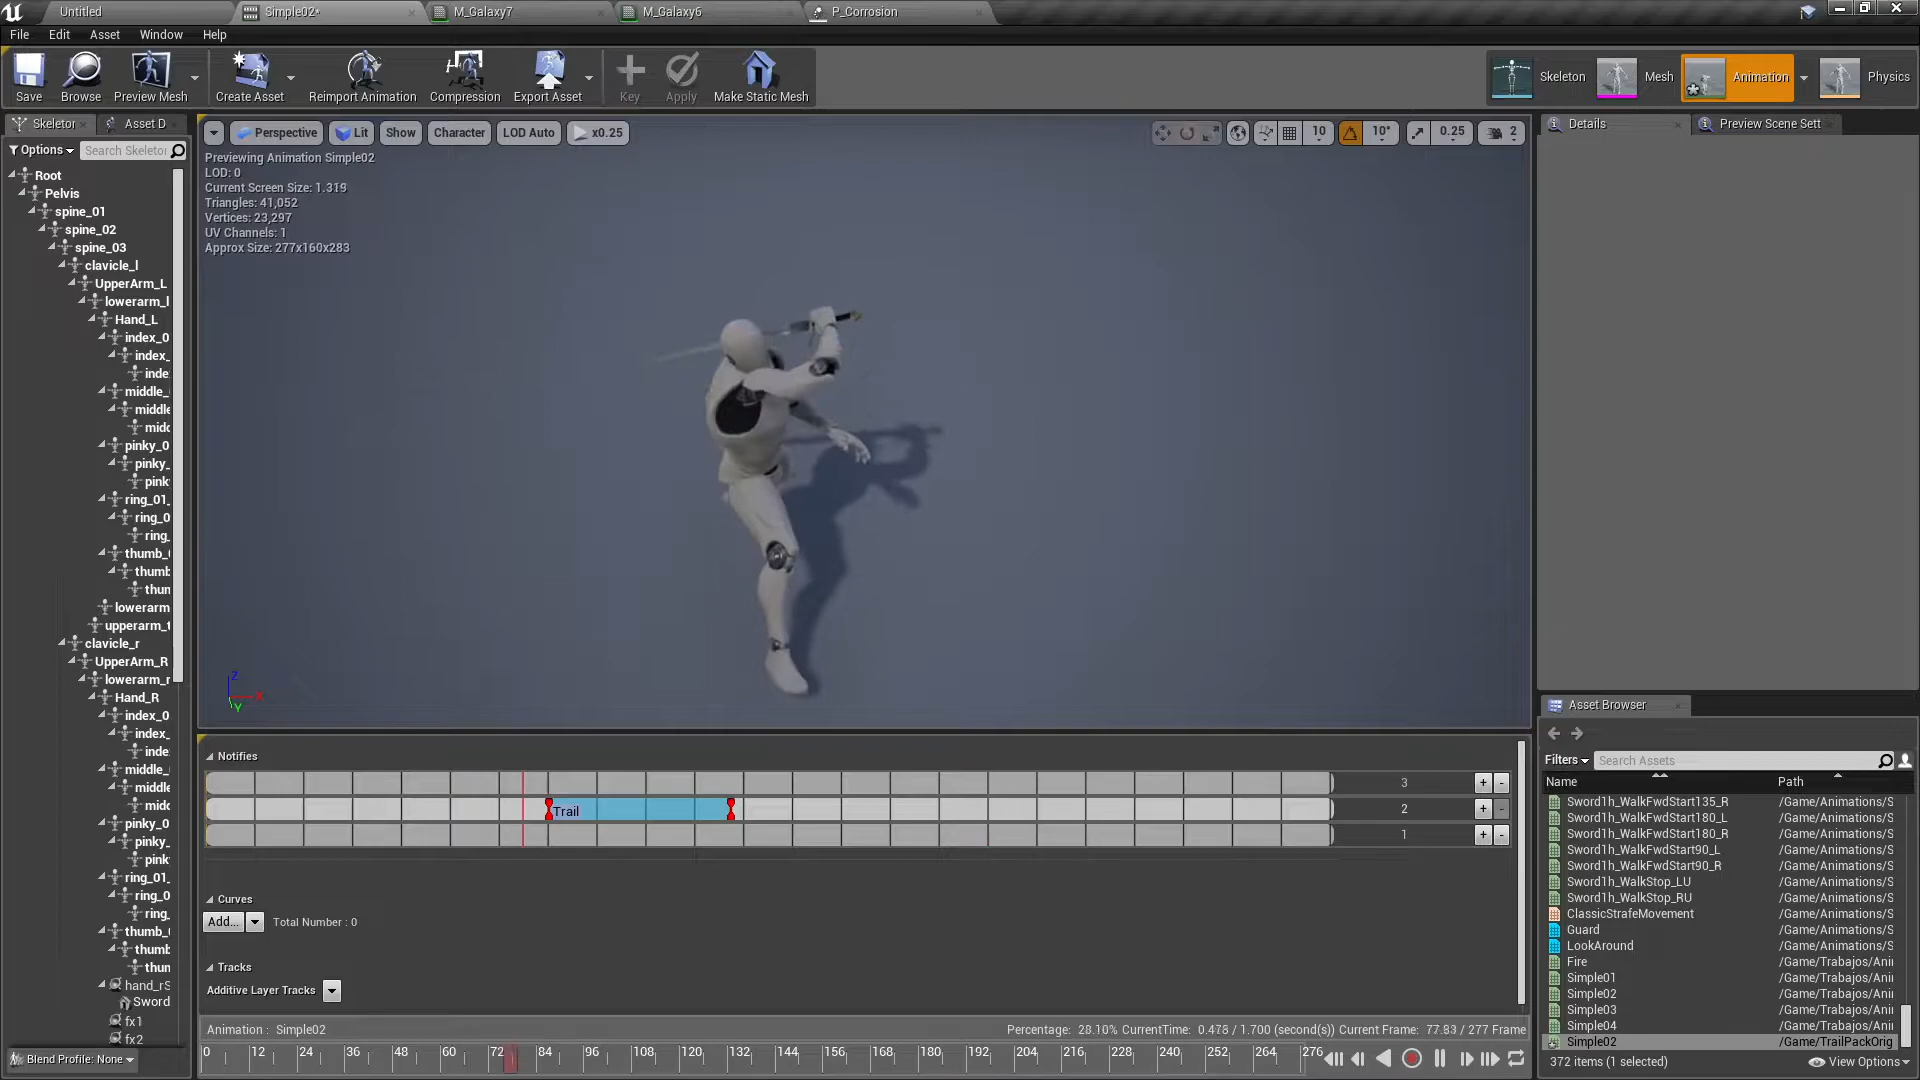 Untitled
Simple02*
M_Galaxy7
M_Galaxy6
P_Corrosion
File Edit Asset Window Help
Save
Browse
Preview Mesh
Create Asset
Reimport Animation
Compression
Export Asset
Key
Apply
Make Static Mesh
Skeleton
Mesh
Animation
Physics
Skeletor
Asset D
Options
Search Skeletor
Root
Pelvis
spine_01
spine_02
spine_03
clavicle_l
UpperArm_L
lowerarm_l
Hand_L
index_0
index_
inde
middle_
middle
midc
pinky_0
pinky_
pink
ring_01_
ring_0
ring_
thumb_
thumb
thun
lowerarm
upperarm_t
clavicle_r
UpperArm_R
lowerarm_r
Hand_R
index_0
index_
inde
middle_
middle
midc
pinky_0
pinky_
pink
ring_01_
ring_0
ring_
thumb_
thumb
thun
hand_rS
Sword
fx1
fx2
Blend Profile: None
Perspective Lit Show Character LOD Auto x0.25
10 10° 0.25 2
Previewing Animation Simple02
LOD: 0
Current Screen Size: 1.319
Triangles: 41,052
Vertices: 23,297
UV Channels: 1
Approx Size: 277x160x283
Z
X
Y
Notifies
3 + -
Trail
2 + -
1 + -
Curves
Add... Total Number : 0
Tracks
Additive Layer Tracks
Animation : Simple02
Percentage: 28.10% CurrentTime: 0.478 / 1.700 (second(s)) Current Frame: 77.83 / 277 Frame
0 12 24 36 48 60 72 84 96 108 120 132 144 156 168 180 192 204 216 228 240 252 264 276
Details
Preview Scene Sett
Asset Browser
Filters
Search Assets
Name Path
Sword1h_WalkFwdStart135_R /Game/Animations/S
Sword1h_WalkFwdStart180_L /Game/Animations/S
Sword1h_WalkFwdStart180_R /Game/Animations/S
Sword1h_WalkFwdStart90_L /Game/Animations/S
Sword1h_WalkFwdStart90_R /Game/Animations/S
Sword1h_WalkStop_LU /Game/Animations/S
Sword1h_WalkStop_RU /Game/Animations/S
ClassicStrafeMovement /Game/Animations/S
Guard /Game/Animations/S
LookAround /Game/Animations/S
Fire /Game/Trabajos/Ani
Simple01 /Game/Trabajos/Ani
Simple02 /Game/Trabajos/Ani
Simple03 /Game/Trabajos/Ani
Simple04 /Game/Trabajos/Ani
Simple02 /Game/TrailPackOrig
372 items (1 selected)
View Options